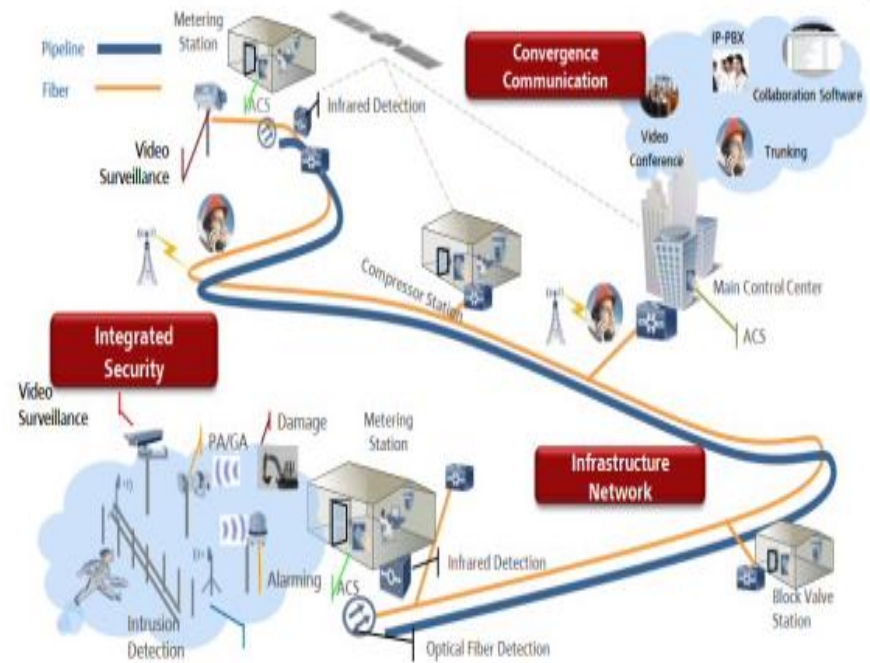 Metering
Station
Pipeline
Fiber
ACS
Infrared Detection
Video
Surveillance
Convergence
Communication
IP-PBX
Collaboration Software
Video
Conference
Trunking
Compressor Station
Main Control Center
ACS
Integrated
Security
Video
Surveillance
PA/GA
Damage
Metering
Station
Infrastructure
Network
Alarming
ACS
Infrared Detection
Intrusion
Detection
Optical Fiber Detection
Block Valve
Station